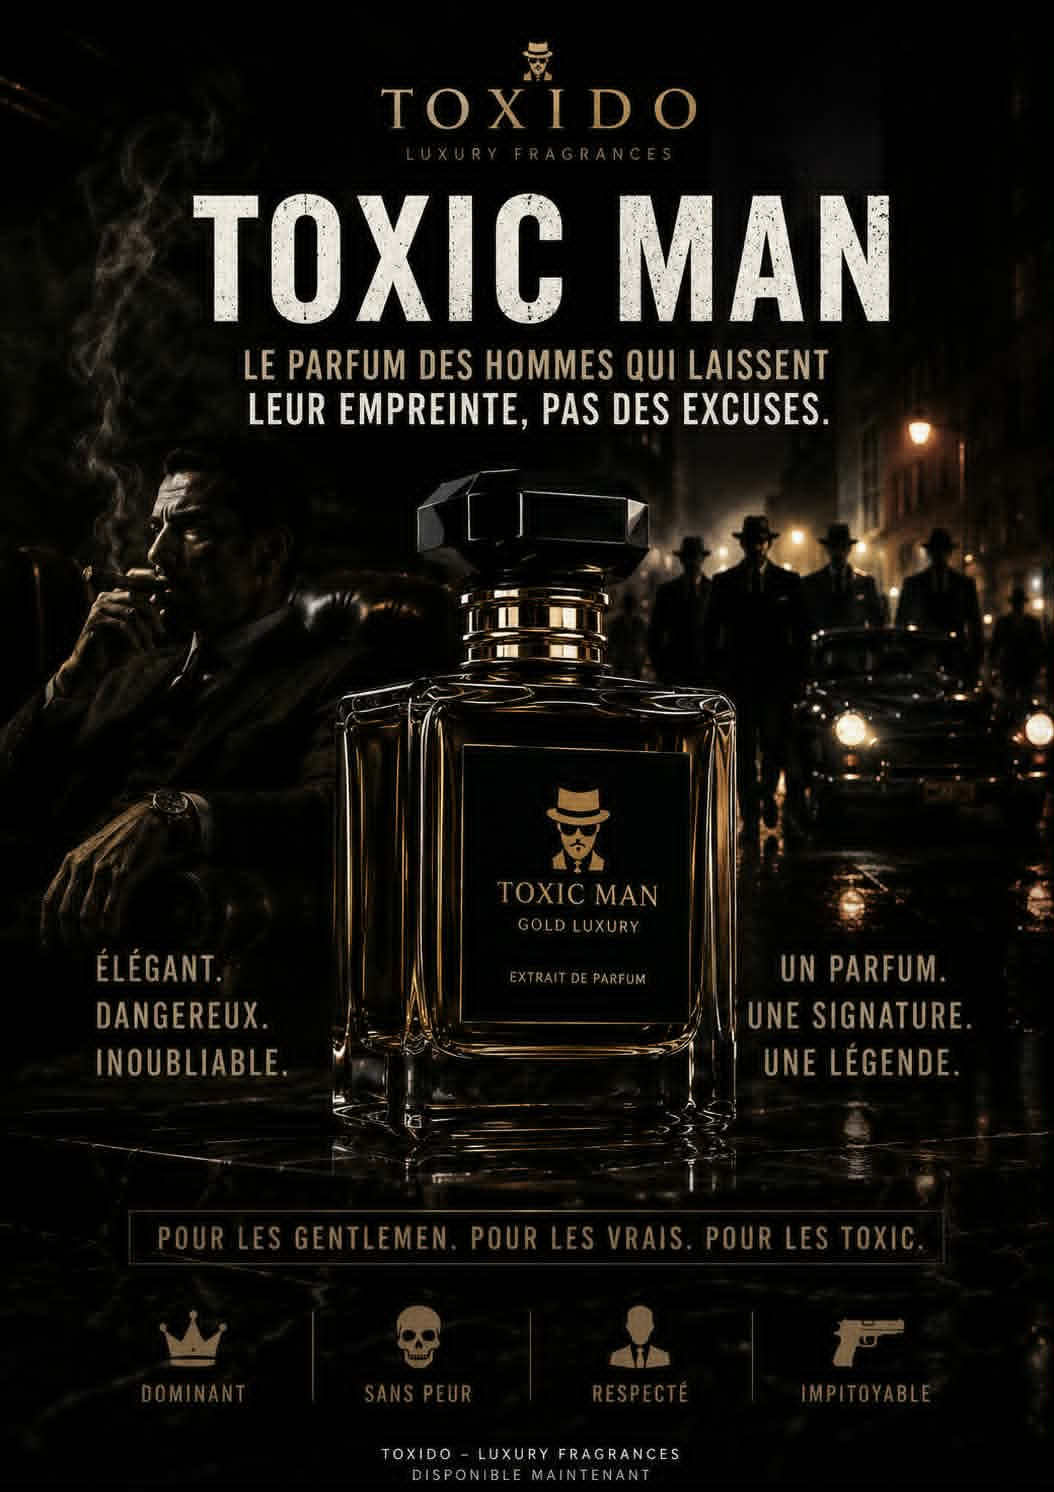 TOXIDO
LUXURY FRAGRANCES
TOXIC MAN
LE PARFUM DES HOMMES QUI LAISSENT
LEUR EMPREINTE, PAS DES EXCUSES.
TOXIC MAN
GOLD LUXURY
EXTRAIT DE PARFUM
ÉLÉGANT.
DANGEREUX.
INOUBLIABLE.
UN PARFUM.
UNE SIGNATURE.
UNE LÉGENDE.
POUR LES GENTLEMEN. POUR LES VRAIS. POUR LES TOXIC.
DOMINANT
SANS PEUR
RESPECTÉ
IMPITOYABLE
TOXIDO – LUXURY FRAGRANCES
DISPONIBLE MAINTENANT